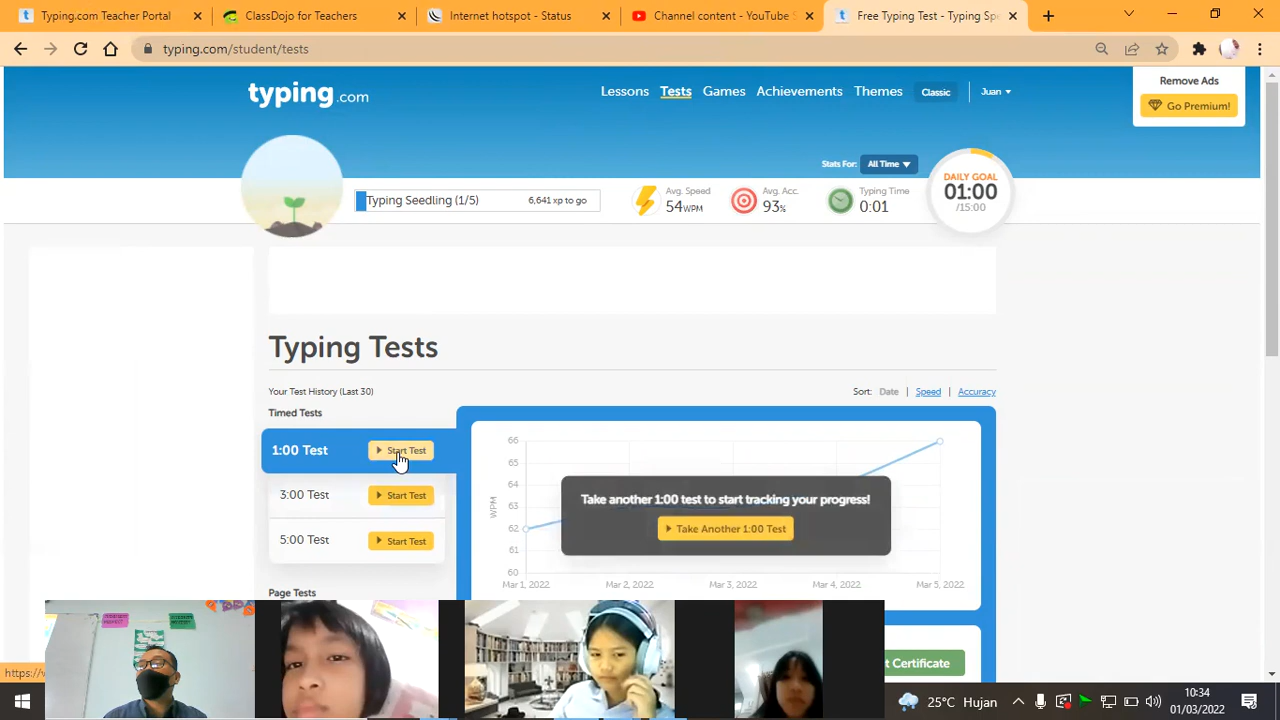 Typing.com Teacher Portal
ClassDojo for Teachers
Internet hotspot - Status
Channel content - YouTube S
Free Typing Test - Typing Spe
typing.com/student/tests
typing.com
Lessons
Tests
Games
Achievements
Themes
Classic
Juan
Remove Ads
Go Premium!
Stats For:
All Time
Typing Seedling (1/5)
6,641 xp to go
Avg. Speed
54WPM
Avg. Acc.
93%
Typing Time
0:01
DAILY GOAL
01:00
/15:00
Typing Tests
Your Test History (Last 30)
Sort: Date | Speed | Accuracy
Timed Tests
1:00 Test
Start Test
3:00 Test
Start Test
5:00 Test
Start Test
Page Tests
66
65
64
63
62
61
60
WPM
Take another 1:00 test to start tracking your progress!
Take Another 1:00 Test
Mar 1, 2022
Mar 2, 2022
Mar 3, 2022
Mar 4, 2022
Mar 5, 2022
t Certificate
https://w
25°C Hujan
10:34
01/03/2022